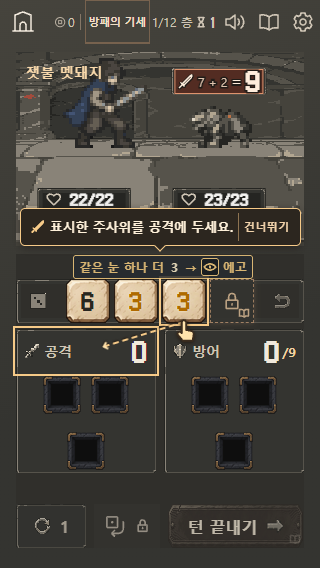 0 방패의 기세 1/12 층 1
잿불 멧돼지
7 + 2 = 9
22/22 23/23
표시한 주사위를 공격에 두세요. 건너뛰기
같은 눈 하나 더 3 → 예고
6 3 3
공격 0 방어 0/9
1 턴 끝내기